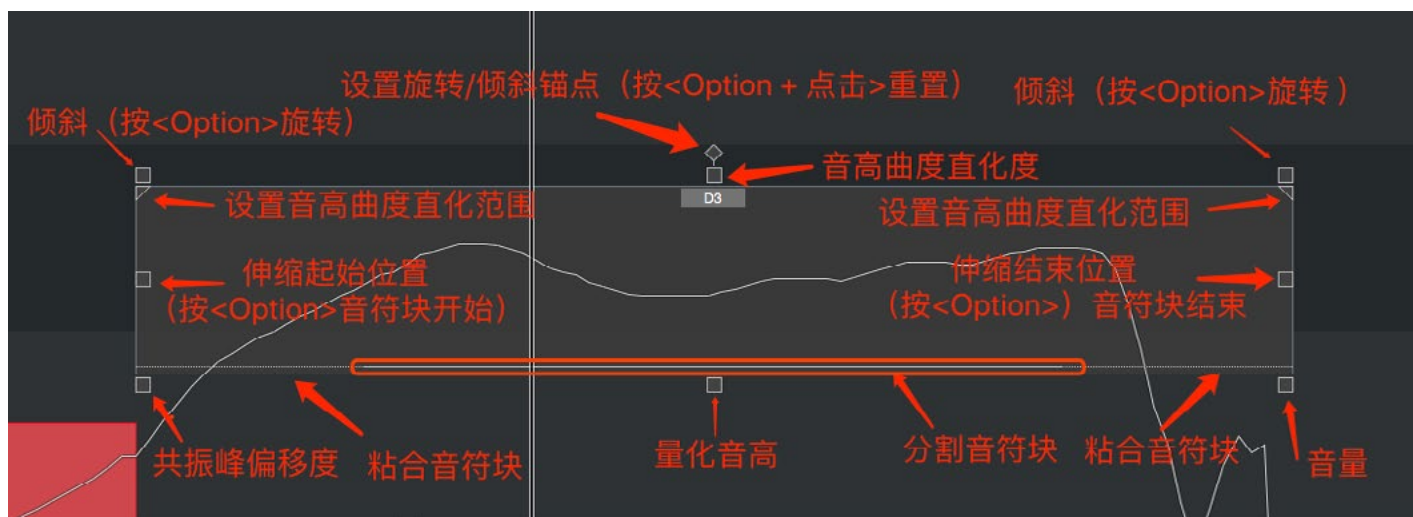 设置旋转/倾斜锚点（按<Option + 点击>重置）
倾斜（按<Option>旋转）
倾斜（按<Option>旋转）
音高曲度直化度
D3
设置音高曲度直化范围
设置音高曲度直化范围
伸缩起始位置
（按<Option>音符块开始）
伸缩结束位置
（按<Option>）音符块结束
共振峰偏移度
粘合音符块
量化音高
分割音符块
粘合音符块
音量